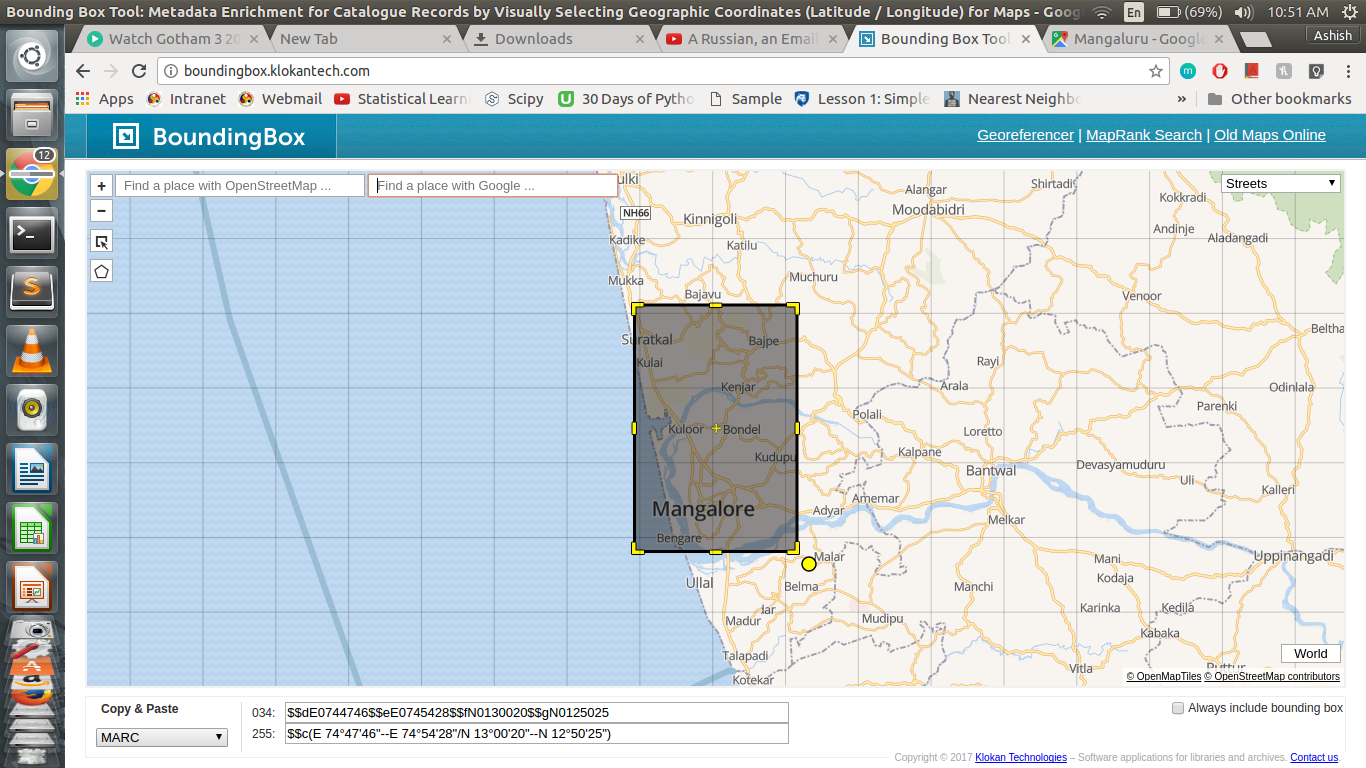 Bounding Box Tool: Metadata Enrichment for Catalogue Records by Visually Selecting Geographic Coordinates (Latitude / Longitude) for Maps - Goog
En (69%) 10:51 AM
Watch Gotham 3 20 New Tab Downloads A Russian, an Email Bounding Box Tool: Mangaluru - Google Ashish
boundingbox.klokantech.com
Apps Intranet Webmail Statistical Learni Scipy 30 Days of Pytho Sample Lesson 1: Simple Nearest Neighbo » Other bookmarks
12
BoundingBox
Georeferencer | MapRank Search | Old Maps Online
+ Find a place with OpenStreetMap ... Find a place with Google ... Streets
−
ulki
Alangar
Shirtadi
Kokkradi
NH66
Kinnigoli
Moodabidri
Andinje
Kadike
Katilu
Aladangadi
Mukka
Muchuru
Bajavu
Venoor
Suratkal
Bajpe
Beltha
Kulai
Rayi
Kenjar
Arala
Odinlala
Polali
Parenki
Kuloor
Bondel
Loretto
Kudupu
Kalpane
Devasyamuduru
Bantwal
Uli
Kalleri
Mangalore
Adyar
Amemar
Melkar
Bengare
Malar
Mani
Uppinangadi
Ullal
Belma
Manchi
Kodaja
Jar
Karinka
Kedila
Madur
Mudipu
Kabaka
Talapadi
Vitla
Puttur
Kotekar
World
© OpenMapTiles © OpenStreetMap contributors
Copy & Paste
MARC
034: $$dE0744746$$eE0745428$$fN0130020$$gN0125025
255: $$c(E 74°47'46"--E 74°54'28"/N 13°00'20"--N 12°50'25")
Always include bounding box
Copyright © 2017 Klokan Technologies – Software applications for libraries and archives. Contact us.